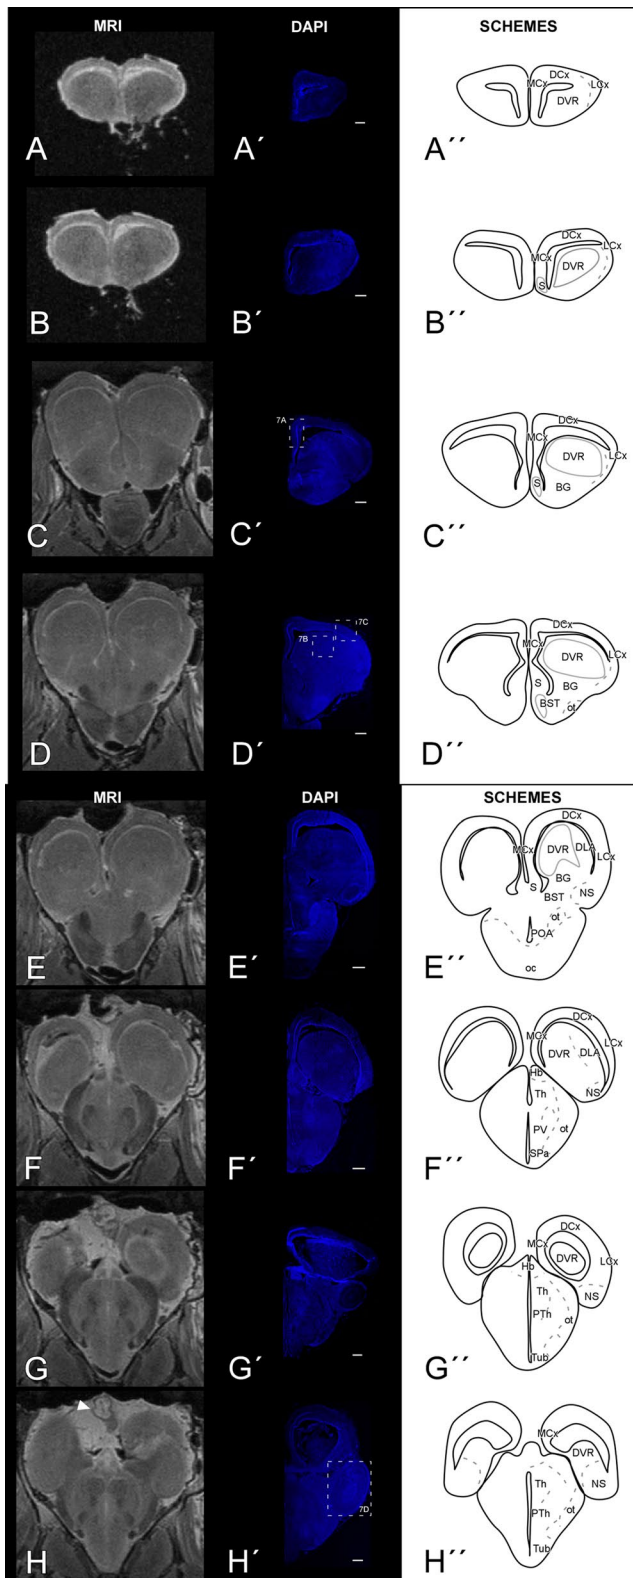 MRI DAPI SCHEMES
A A´ A´´
MCx DCx LCx DVR
B B´ B´´
DCx LCx MCx DVR S
C C´ C´´
7A
DCx MCx DVR LCx S BG
D D´ D´´
7C
7B
DCx MCx LCx DVR S BG BST ot
MRI DAPI SCHEMES
E E´ E´´
DCx MCx DVR DLA LCx BG S BST NS ot POA oc
F F´ F´´
DCx MCx LCx DVR DLA Hb Th NS PV ot SPa
G G´ G´´
DCx MCx DVR LCx Hb Th NS PTh ot Tub
H H´ H´´
7D
MCx DVR Th NS PTh ot Tub